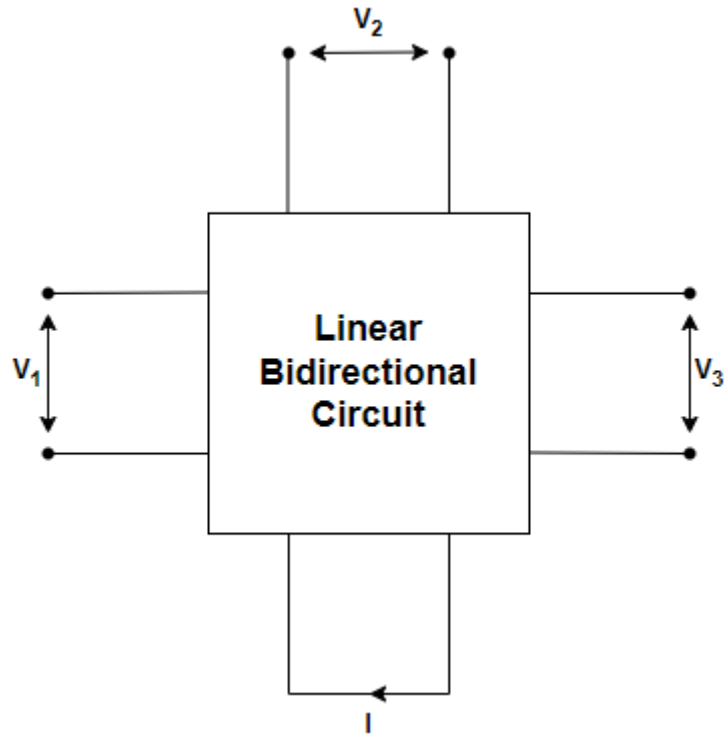 V2
V1
Linear
Bidirectional
Circuit
V3
I